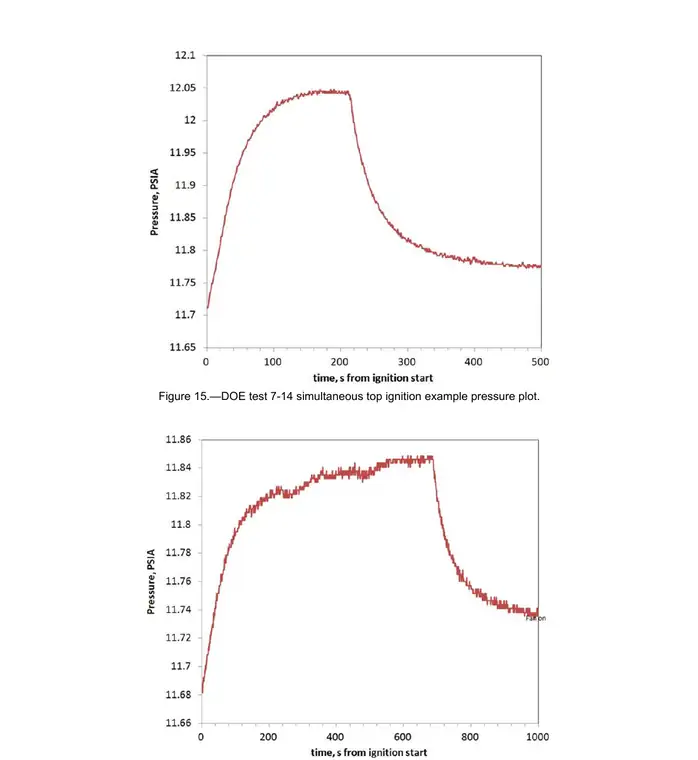 12.1
12.05
12
11.95
11.9
11.85
11.8
11.75
11.7
11.65
Pressure, PSIA
0 100 200 300 400 500
time, s from ignition start
Figure 15.—DOE test 7-14 simultaneous top ignition example pressure plot.
11.86
11.84
11.82
11.8
11.78
11.76
11.74
11.72
11.7
11.68
11.66
Pressure, PSIA
Fan on
0 200 400 600 800 1000
time, s from ignition start